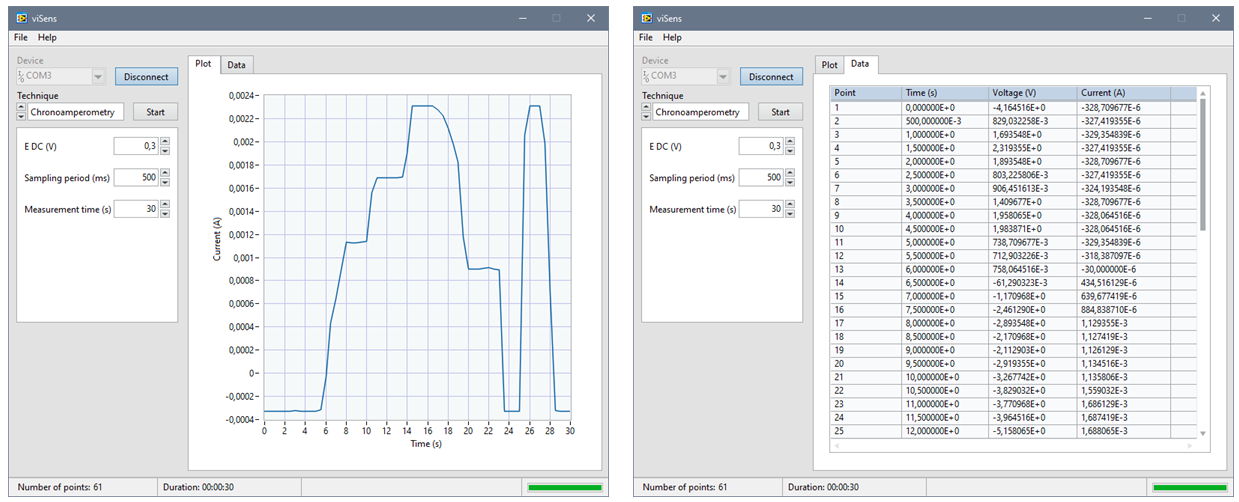 viSens
File Help
Device
COM3
Disconnect
Technique
Chronoamperometry
Start
E DC (V)
0,3
Sampling period (ms)
500
Measurement time (s)
30
Plot Data
0,0024
0,0022
0,002
0,0018
0,0016
0,0014
0,0012
0,001
0,0008
0,0006
0,0004
0,0002
0
-0,0002
-0,0004
Current (A)
0 2 4 6 8 10 12 14 16 18 20 22 24 26 28 30
Time (s)
Number of points: 61 Duration: 00:00:30
viSens
File Help
Device
COM3
Disconnect
Technique
Chronoamperometry
Start
E DC (V)
0,3
Sampling period (ms)
500
Measurement time (s)
30
Plot Data
Point Time (s) Voltage (V) Current (A)
1 0,000000E+0 -4,164516E+0 -328,709677E-6
2 500,000000E-3 829,032258E-3 -327,419355E-6
3 1,000000E+0 1,693548E+0 -329,354839E-6
4 1,500000E+0 2,319355E+0 -327,419355E-6
5 2,000000E+0 1,893548E+0 -328,709677E-6
6 2,500000E+0 803,225806E-3 -327,419355E-6
7 3,000000E+0 906,451613E-3 -324,193548E-6
8 3,500000E+0 1,409677E+0 -328,709677E-6
9 4,000000E+0 1,958065E+0 -328,064516E-6
10 4,500000E+0 1,983871E+0 -328,064516E-6
11 5,000000E+0 738,709677E-3 -329,354839E-6
12 5,500000E+0 712,903226E-3 -318,387097E-6
13 6,000000E+0 758,064516E-3 -30,000000E-6
14 6,500000E+0 -61,290323E-3 434,516129E-6
15 7,000000E+0 -1,170968E+0 639,677419E-6
16 7,500000E+0 -2,461290E+0 884,838710E-6
17 8,000000E+0 -2,893548E+0 1,129355E-3
18 8,500000E+0 -2,170968E+0 1,127419E-3
19 9,000000E+0 -2,112903E+0 1,126129E-3
20 9,500000E+0 -2,919355E+0 1,134516E-3
21 10,000000E+0 -3,267742E+0 1,135806E-3
22 10,500000E+0 -3,829032E+0 1,559032E-3
23 11,000000E+0 -3,770968E+0 1,686129E-3
24 11,500000E+0 -3,964516E+0 1,687419E-3
25 12,000000E+0 -5,158065E+0 1,688065E-3
Number of points: 61 Duration: 00:00:30